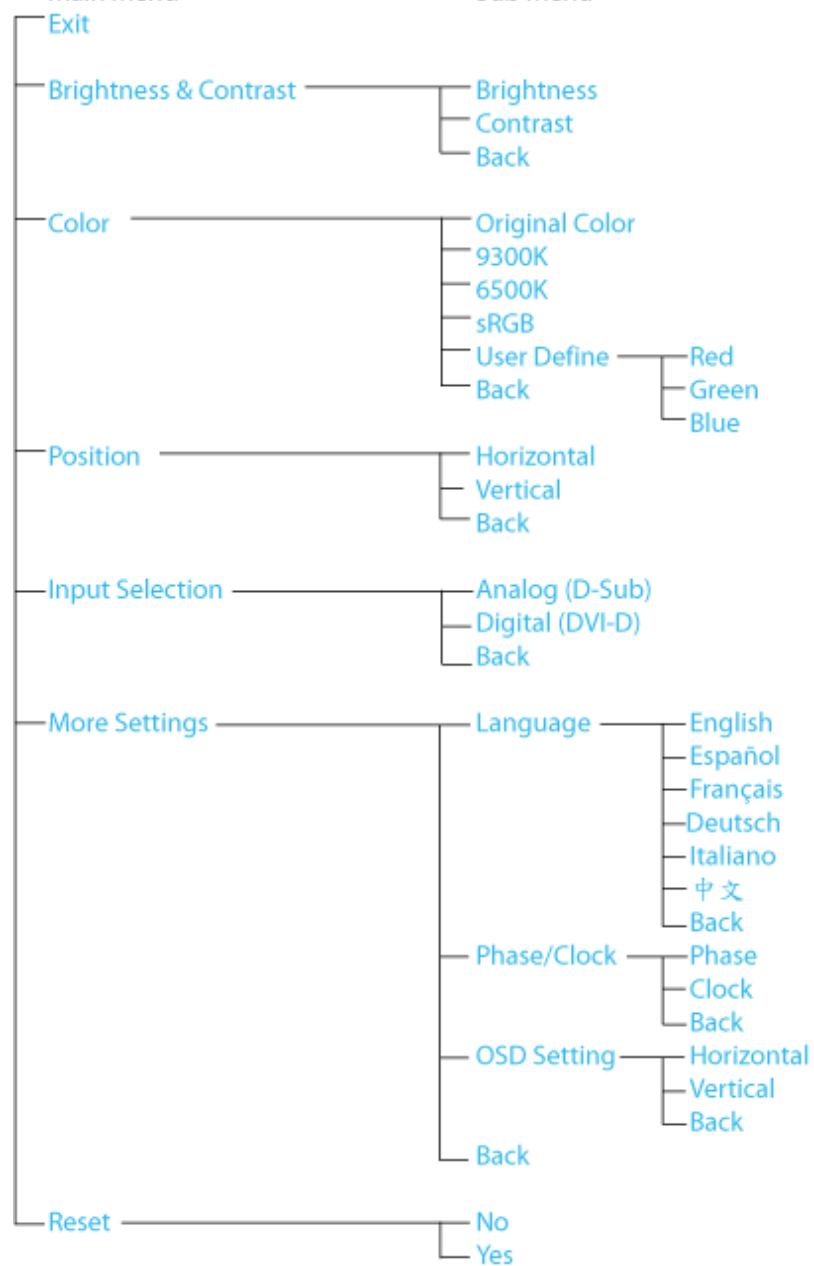 Exit
Brightness & Contrast Brightness
Contrast
Back
Color Original Color
9300K
6500K
sRGB
User Define Red
Back Green
Blue
Position Horizontal
Vertical
Back
Input Selection Analog (D-Sub)
Digital (DVI-D)
Back
More Settings Language English
Español
Français
Deutsch
Italiano
中文
Back
Phase/Clock Phase
Clock
Back
OSD Setting Horizontal
Vertical
Back
Back
Reset No
Yes